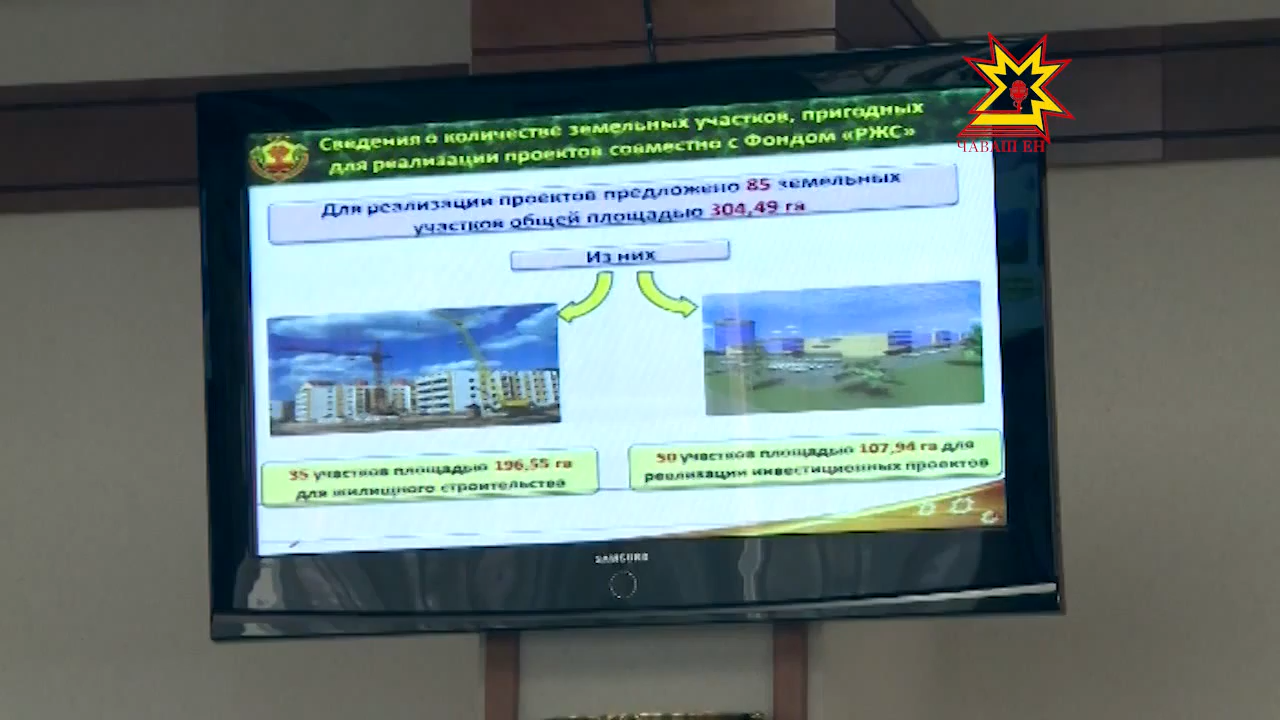 ЧАВАШ ЕН
Сведения о количестве земельных участков, пригодных
для реализации проектов совместно с Фондом «РЖС»
Для реализации проектов предложено 85 земельных
участков общей площадью 304,49 га
Из них
35 участков площадью 196,55 га
для жилищного строительства
50 участков площадью 107,94 га для
реализации инвестиционных проектов
SAMSUNG